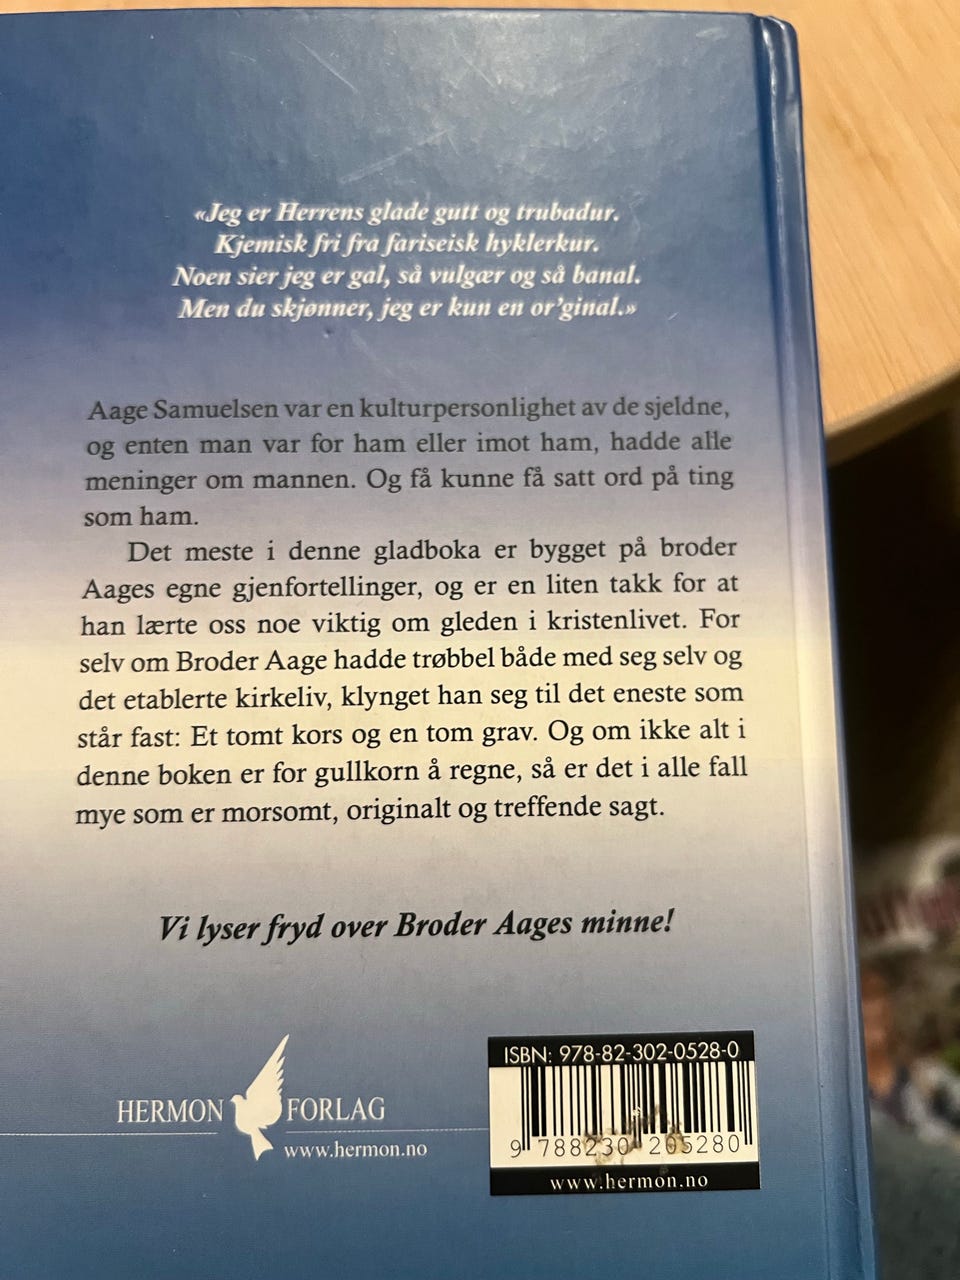 «Jeg er Herrens glade gutt og trubadur.
Kjemisk fri fra fariseisk hyklerkur.
Noen sier jeg er gal, så vulgær og så banal.
Men du skjønner, jeg er kun en or'ginal.»
Aage Samuelsen var en kulturpersonlighet av de sjeldne,
og enten man var for ham eller imot ham, hadde alle
meninger om mannen. Og få kunne få satt ord på ting
som ham.
Det meste i denne gladboka er bygget på broder
Aages egne gjenfortellinger, og er en liten takk for at
han lærte oss noe viktig om gleden i kristenlivet. For
selv om Broder Aage hadde trøbbel både med seg selv og
det etablerte kirkeliv, klynget han seg til det eneste som
står fast: Et tomt kors og en tom grav. Og om ikke alt i
denne boken er for gullkorn å regne, så er det i alle fall
mye som er morsomt, originalt og treffende sagt.
Vi lyser fryd over Broder Aages minne!
HERMON FORLAG
www.hermon.no
ISBN: 978-82-302-0528-0
9 788230 205280
www.hermon.no